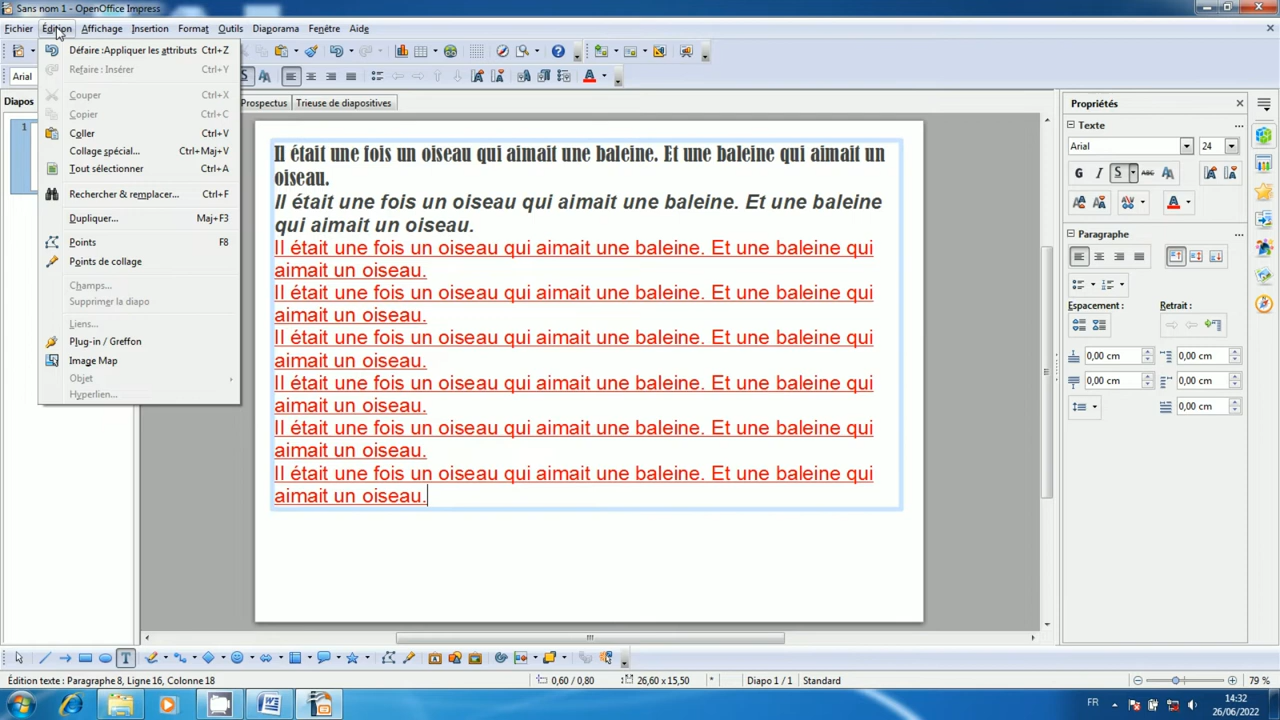 Sans nom 1 - OpenOffice Impress
Fichier Édition Affichage Insertion Format Outils Diaporama Fenêtre Aide
Défaire :Appliquer les attributs Ctrl+Z
Refaire : Insérer Ctrl+Y
Couper Ctrl+X
Copier Ctrl+C
Coller Ctrl+V
Collage spécial... Ctrl+Maj+V
Tout sélectionner Ctrl+A
Rechercher & remplacer... Ctrl+F
Dupliquer... Maj+F3
Points F8
Points de collage
Champs...
Supprimer la diapo
Liens...
Plug-in / Greffon
Image Map
Objet
Hyperlien...
Arial
Diapos
1
Prospectus Trieuse de diapositives
Il était une fois un oiseau qui aimait une baleine. Et une baleine qui aimait un
oiseau.
Il était une fois un oiseau qui aimait une baleine. Et une baleine
qui aimait un oiseau.
Il était une fois un oiseau qui aimait une baleine. Et une baleine qui
aimait un oiseau.
Il était une fois un oiseau qui aimait une baleine. Et une baleine qui
aimait un oiseau.
Il était une fois un oiseau qui aimait une baleine. Et une baleine qui
aimait un oiseau.
Il était une fois un oiseau qui aimait une baleine. Et une baleine qui
aimait un oiseau.
Il était une fois un oiseau qui aimait une baleine. Et une baleine qui
aimait un oiseau.
Il était une fois un oiseau qui aimait une baleine. Et une baleine qui
aimait un oiseau.
Propriétés
Texte
Arial 24
G I S ABC A
Paragraphe
Espacement : Retrait :
0,00 cm 0,00 cm
0,00 cm 0,00 cm
0,00 cm
Édition texte : Paragraphe 8, Ligne 16, Colonne 18 0,60 / 0,80 26,60 x 15,50 * Diapo 1 / 1 Standard 79 %
FR 14:32
26/06/2022